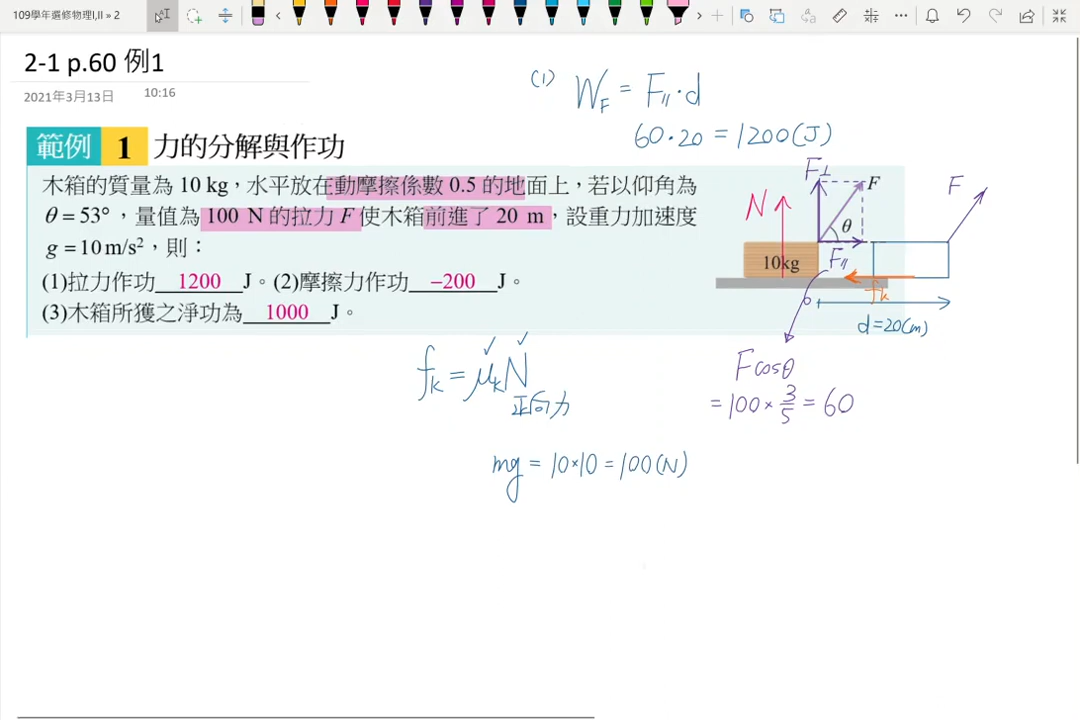 109學年選修物理I,II » 2
2-1 p.60 例1
2021年3月13日 10:16
範例 1 力的分解與作功
木箱的質量為 10 kg，水平放在動摩擦係數 0.5 的地面上，若以仰角為
θ = 53°，量值為 100 N 的拉力 F 使木箱前進了 20 m，設重力加速度
g = 10 m/s²，則：
(1)拉力作功 1200 J。(2)摩擦力作功 −200 J。
(3)木箱所獲之淨功為 1000 J。
(1) W_F = F∥·d
60·20 = 1200(J)
F⊥
F
N
θ
F∥
10kg
F
fk
0
d=20(m)
Fcosθ
= 100 × 3/5 = 60
fk = μk N
正向力
mg = 10×10 = 100(N)